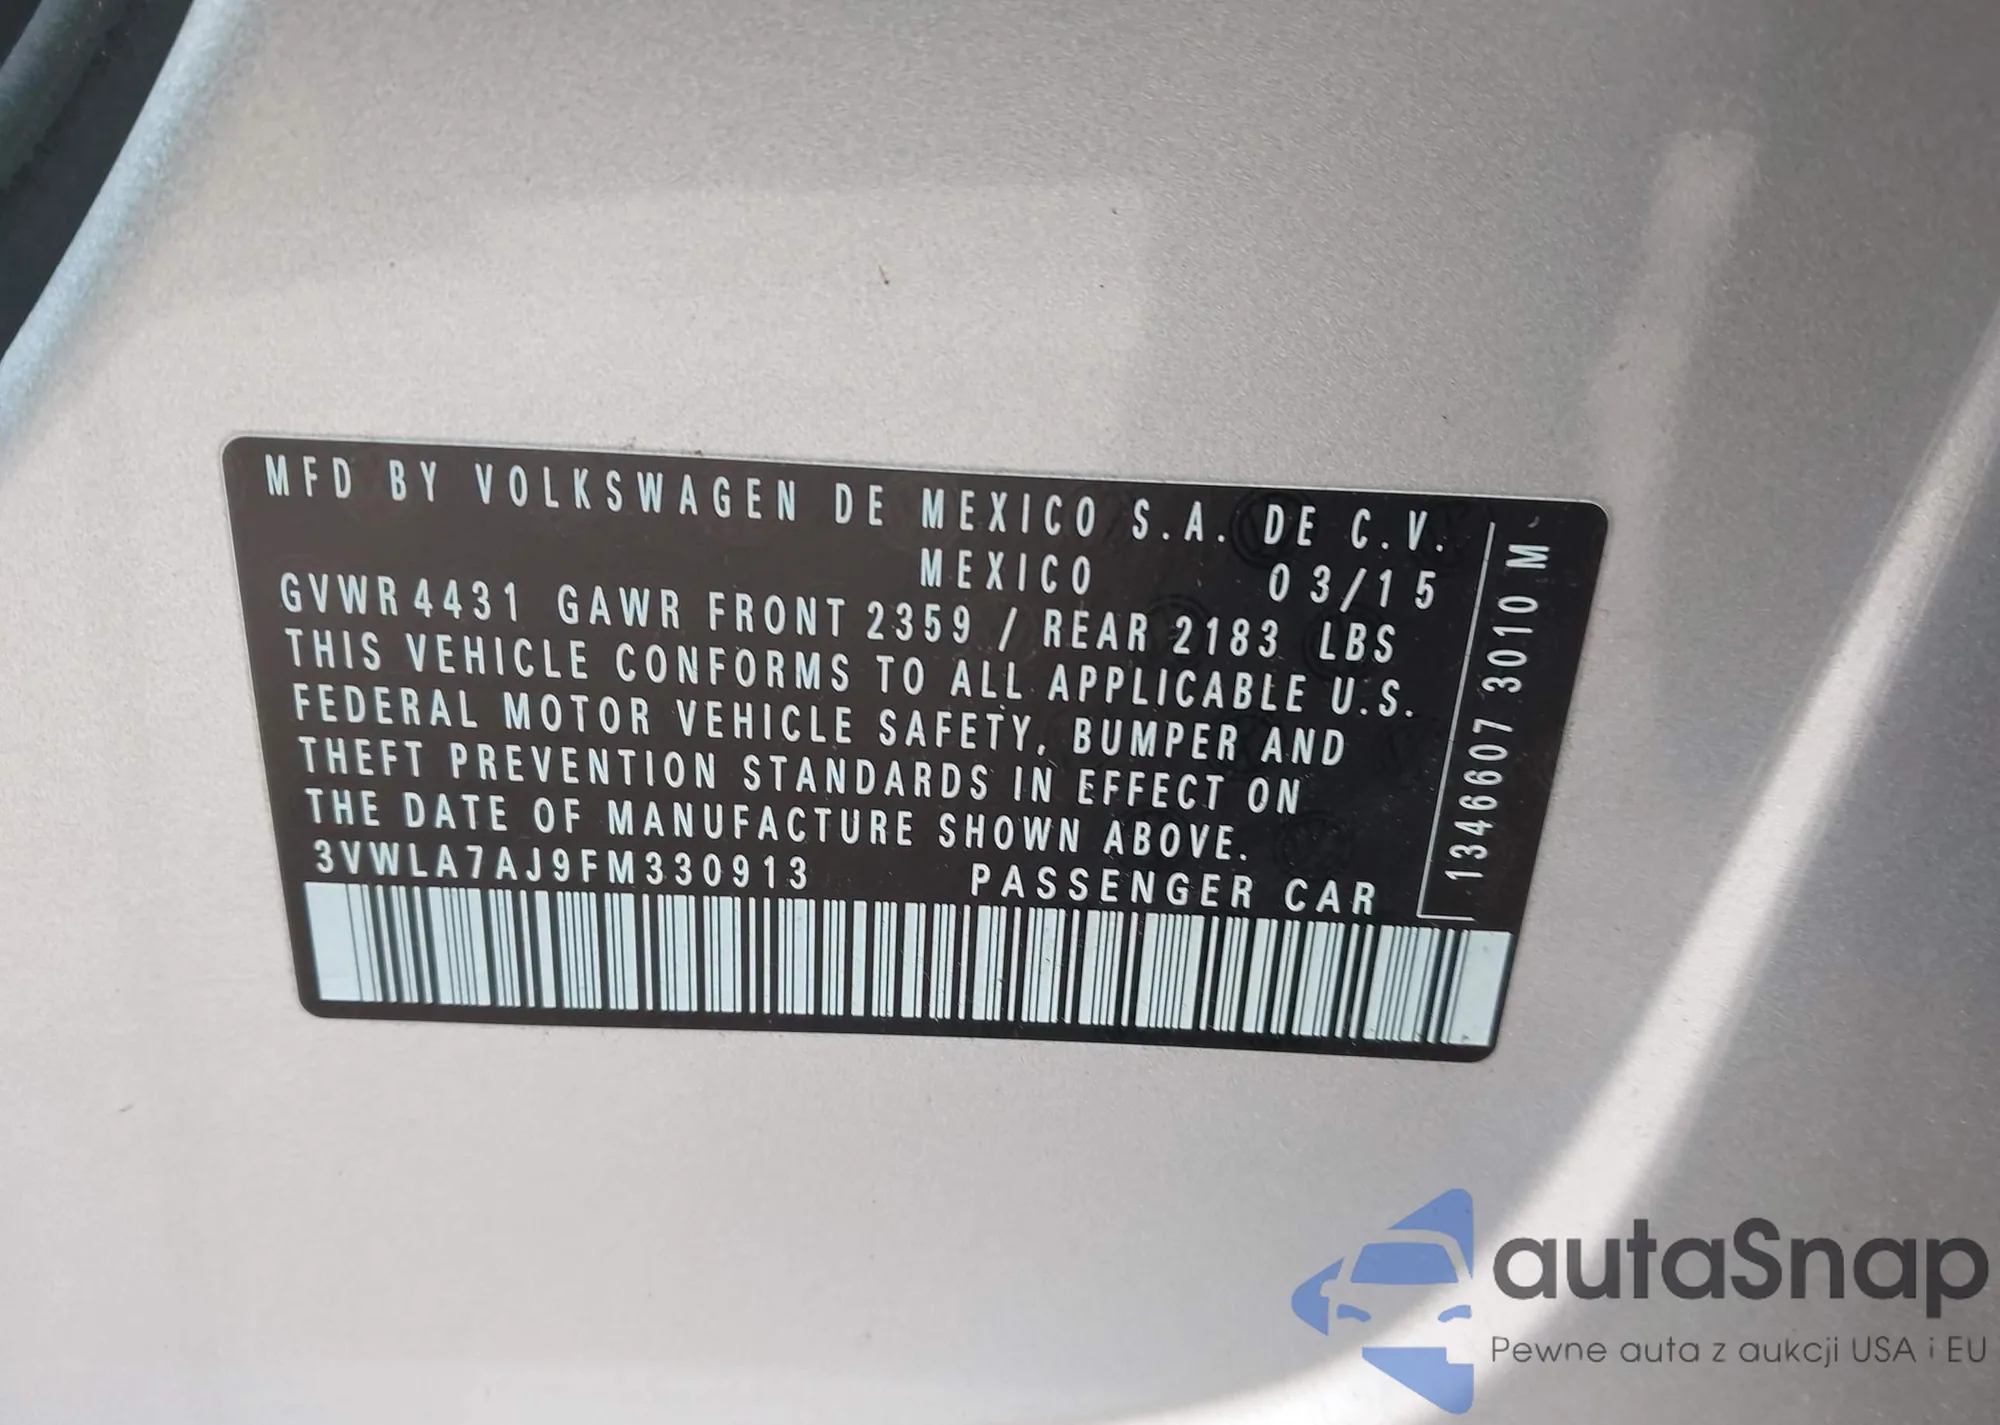 MFD BY VOLKSWAGEN DE MEXICO S.A. DE C.V.
MEXICO 03/15
GVWR 4431 GAWR FRONT 2359 / REAR 2183 LBS
THIS VEHICLE CONFORMS TO ALL APPLICABLE U.S.
FEDERAL MOTOR VEHICLE SAFETY, BUMPER AND
THEFT PREVENTION STANDARDS IN EFFECT ON
THE DATE OF MANUFACTURE SHOWN ABOVE.
3VWLA7AJ9FM330913 PASSENGER CAR
1346607 3010 M
autaSnap
Pewne auta z aukcji USA i EU